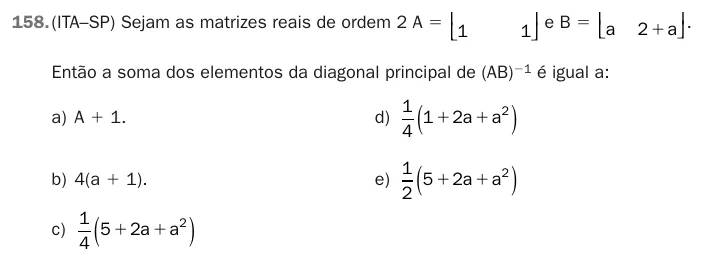 158.(ITA–SP) Sejam as matrizes reais de ordem 2 A = ⌊1 1⌋ e B = ⌊a 2+a⌋.
Então a soma dos elementos da diagonal principal de (AB)⁻¹ é igual a:
a) A + 1.
d) 1/4(1+2a+a²)
b) 4(a + 1).
e) 1/2(5+2a+a²)
c) 1/4(5+2a+a²)